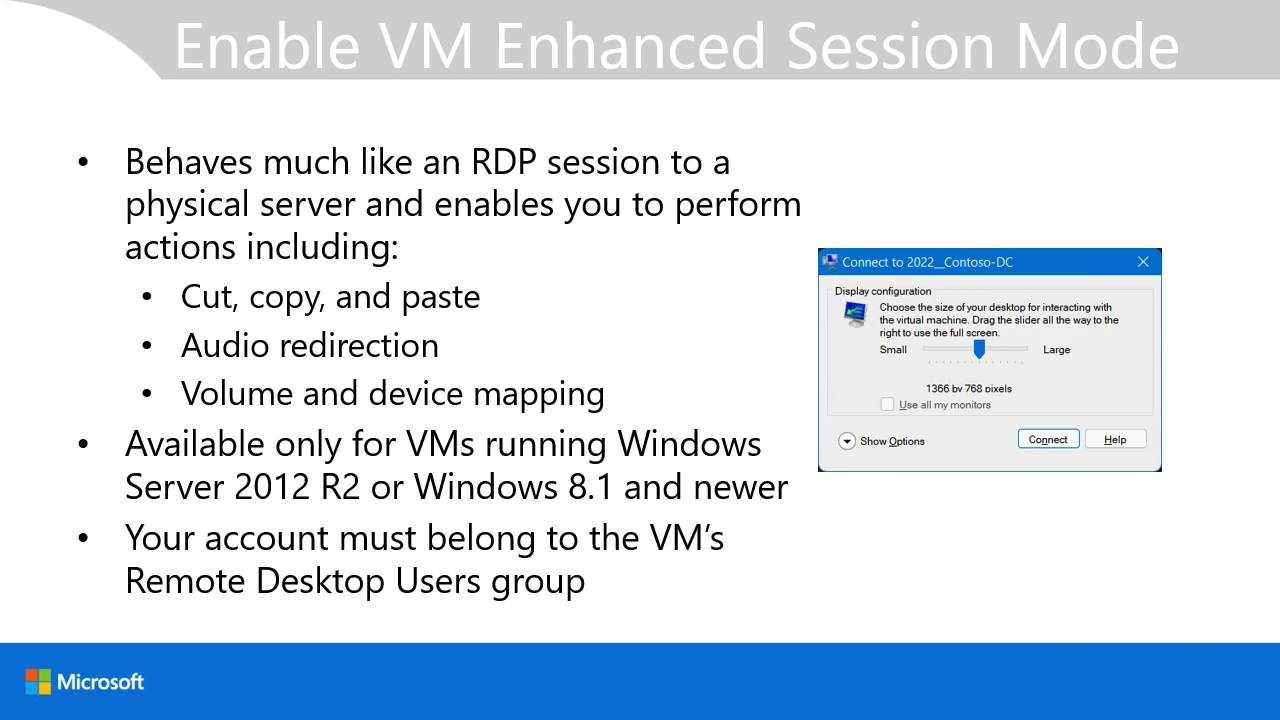 Enable VM Enhanced Session Mode
• Behaves much like an RDP session to a
physical server and enables you to perform
actions including:
• Cut, copy, and paste
• Audio redirection
• Volume and device mapping
• Available only for VMs running Windows
Server 2012 R2 or Windows 8.1 and newer
• Your account must belong to the VM’s
Remote Desktop Users group
Connect to 2022__Contoso-DC
Display configuration
Choose the size of your desktop for interacting with
the virtual machine. Drag the slider all the way to the
right to use the full screen.
Small Large
1366 by 768 pixels
Use all my monitors
Show Options Connect Help
Microsoft